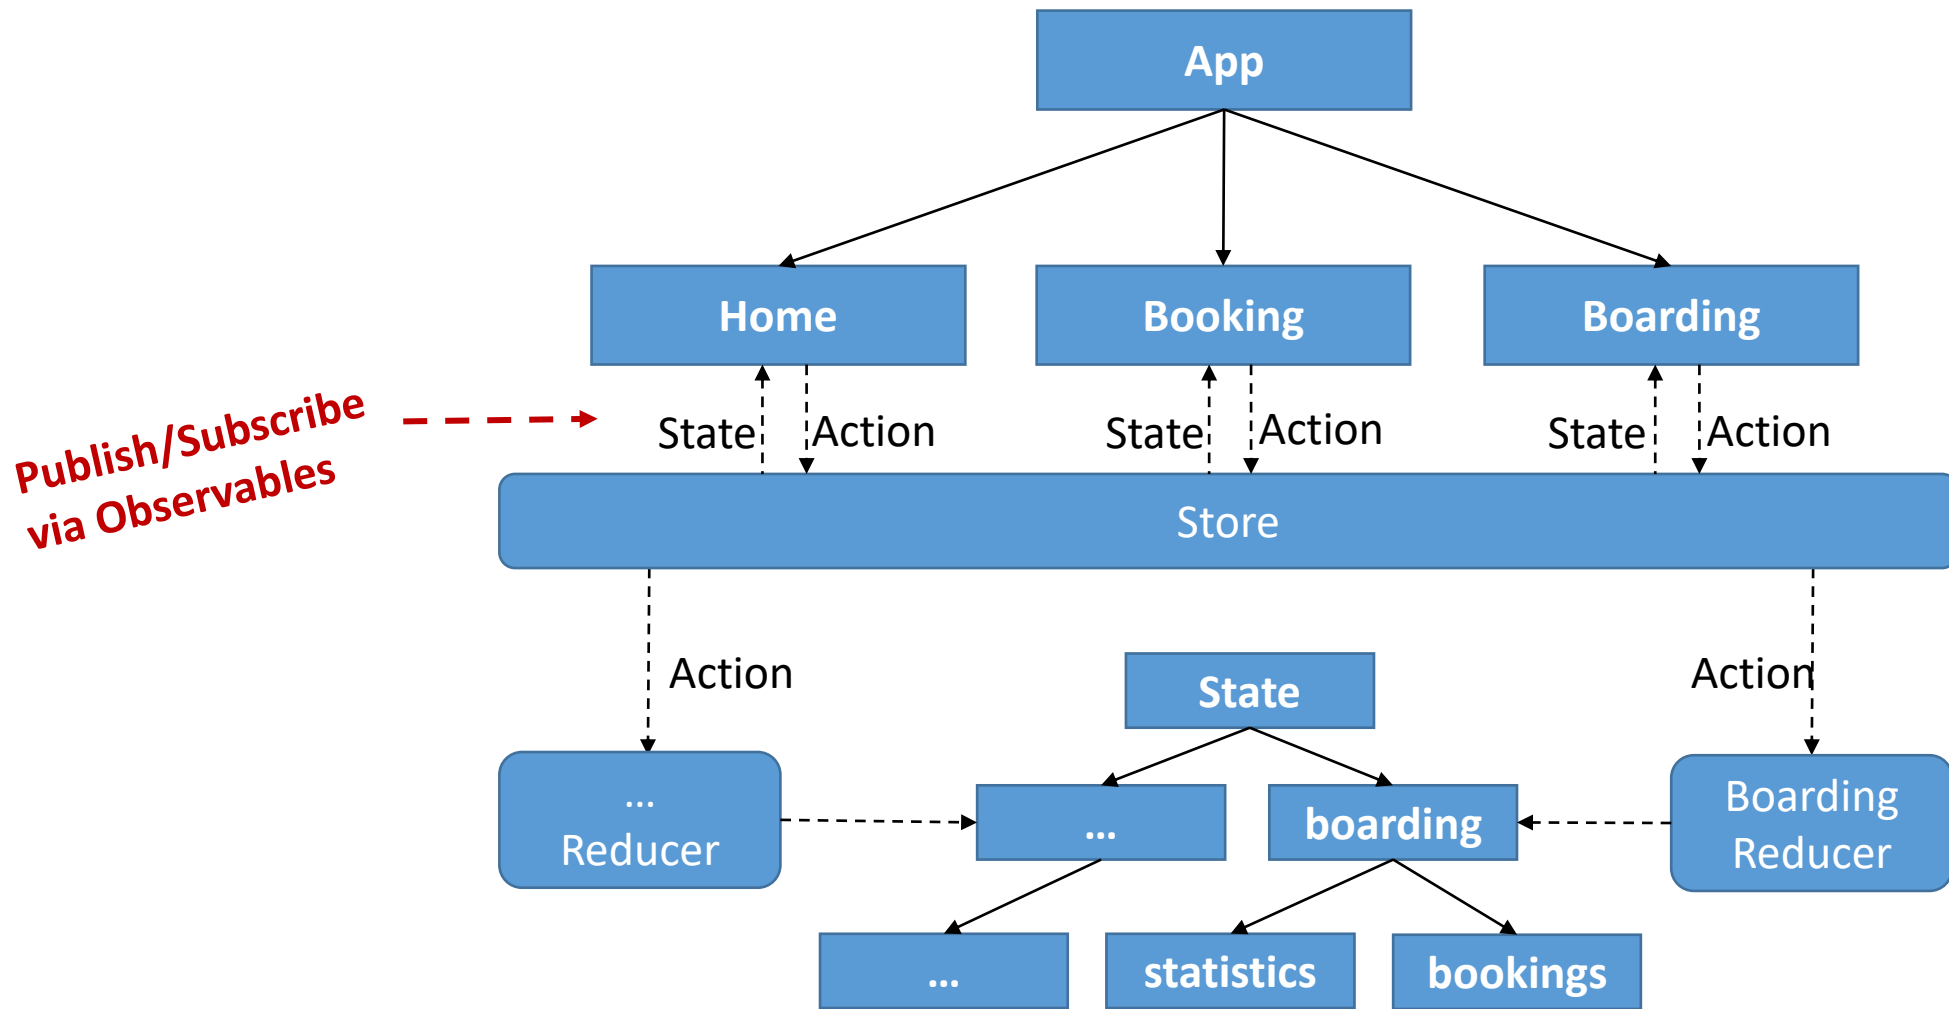 App
Home
Booking
Boarding
Publish/Subscribe
via Observables
State
Action
State
Action
State
Action
Store
Action
Action
State
...
Reducer
...
boarding
Boarding
Reducer
...
statistics
bookings